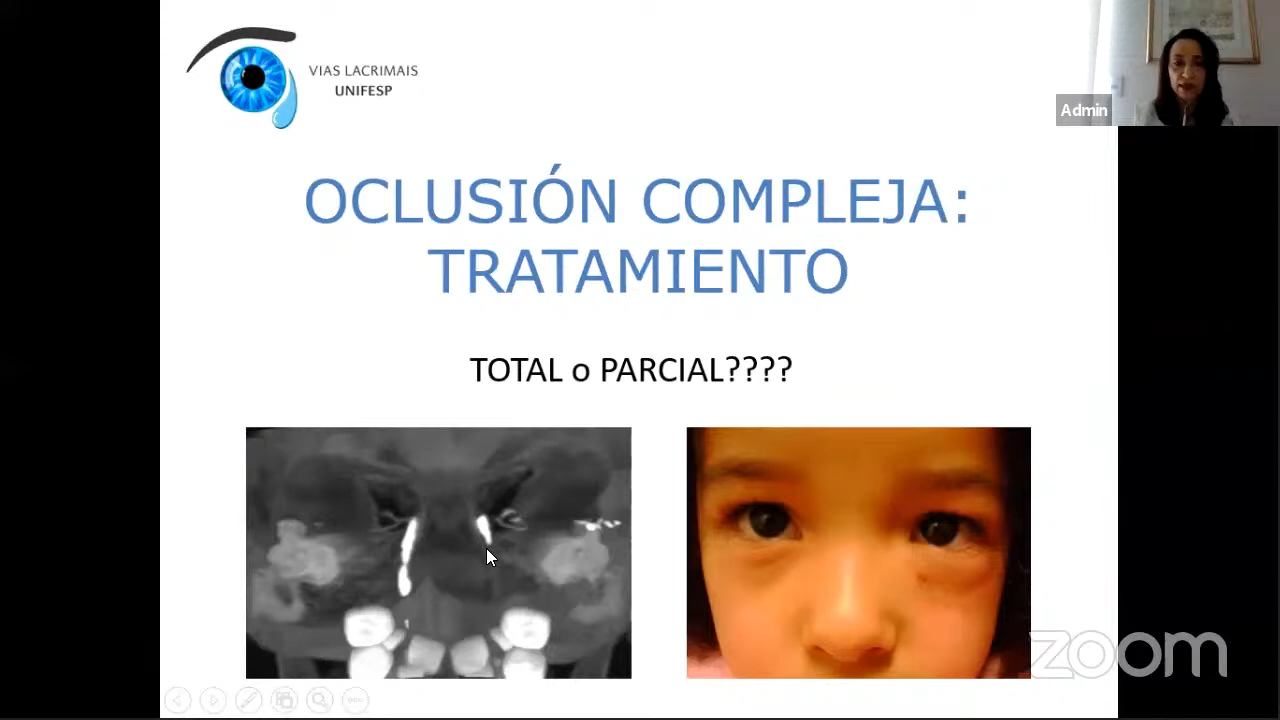 VIAS LACRIMAIS
UNIFESP
Admin
OCLUSIÓN COMPLEJA:
TRATAMIENTO
TOTAL o PARCIAL????
zoom